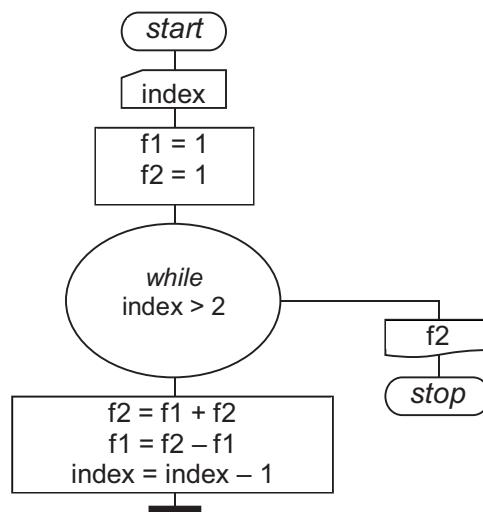 start
index
f1 = 1
f2 = 1
while
index > 2
f2
stop
f2 = f1 + f2
f1 = f2 – f1
index = index – 1